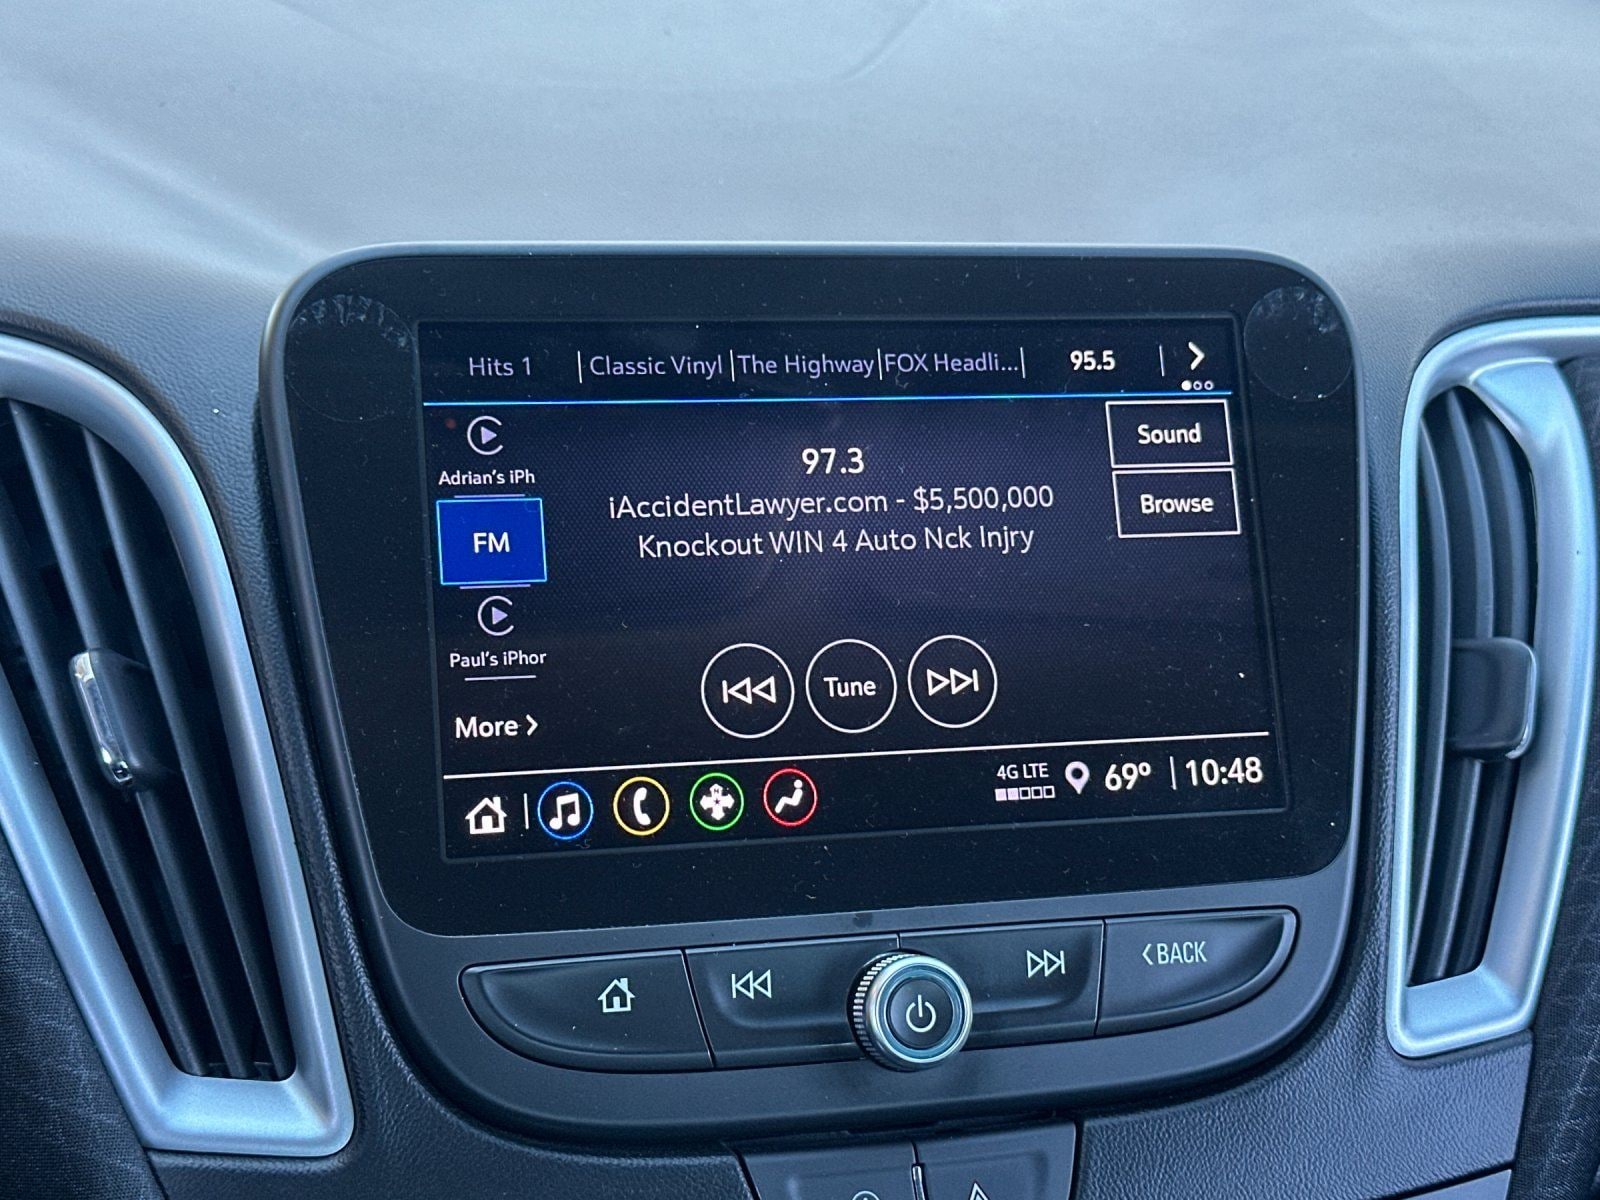 Hits 1 | Classic Vinyl | The Highway | FOX Headli... | 95.5
Sound
Adrian's iPh
97.3
iAccidentLawyer.com - $5,500,000
Browse
FM
Knockout WIN 4 Auto Nck Injry
Paul's iPhor
Tune
More >
4G LTE 69° 10:48
<BACK